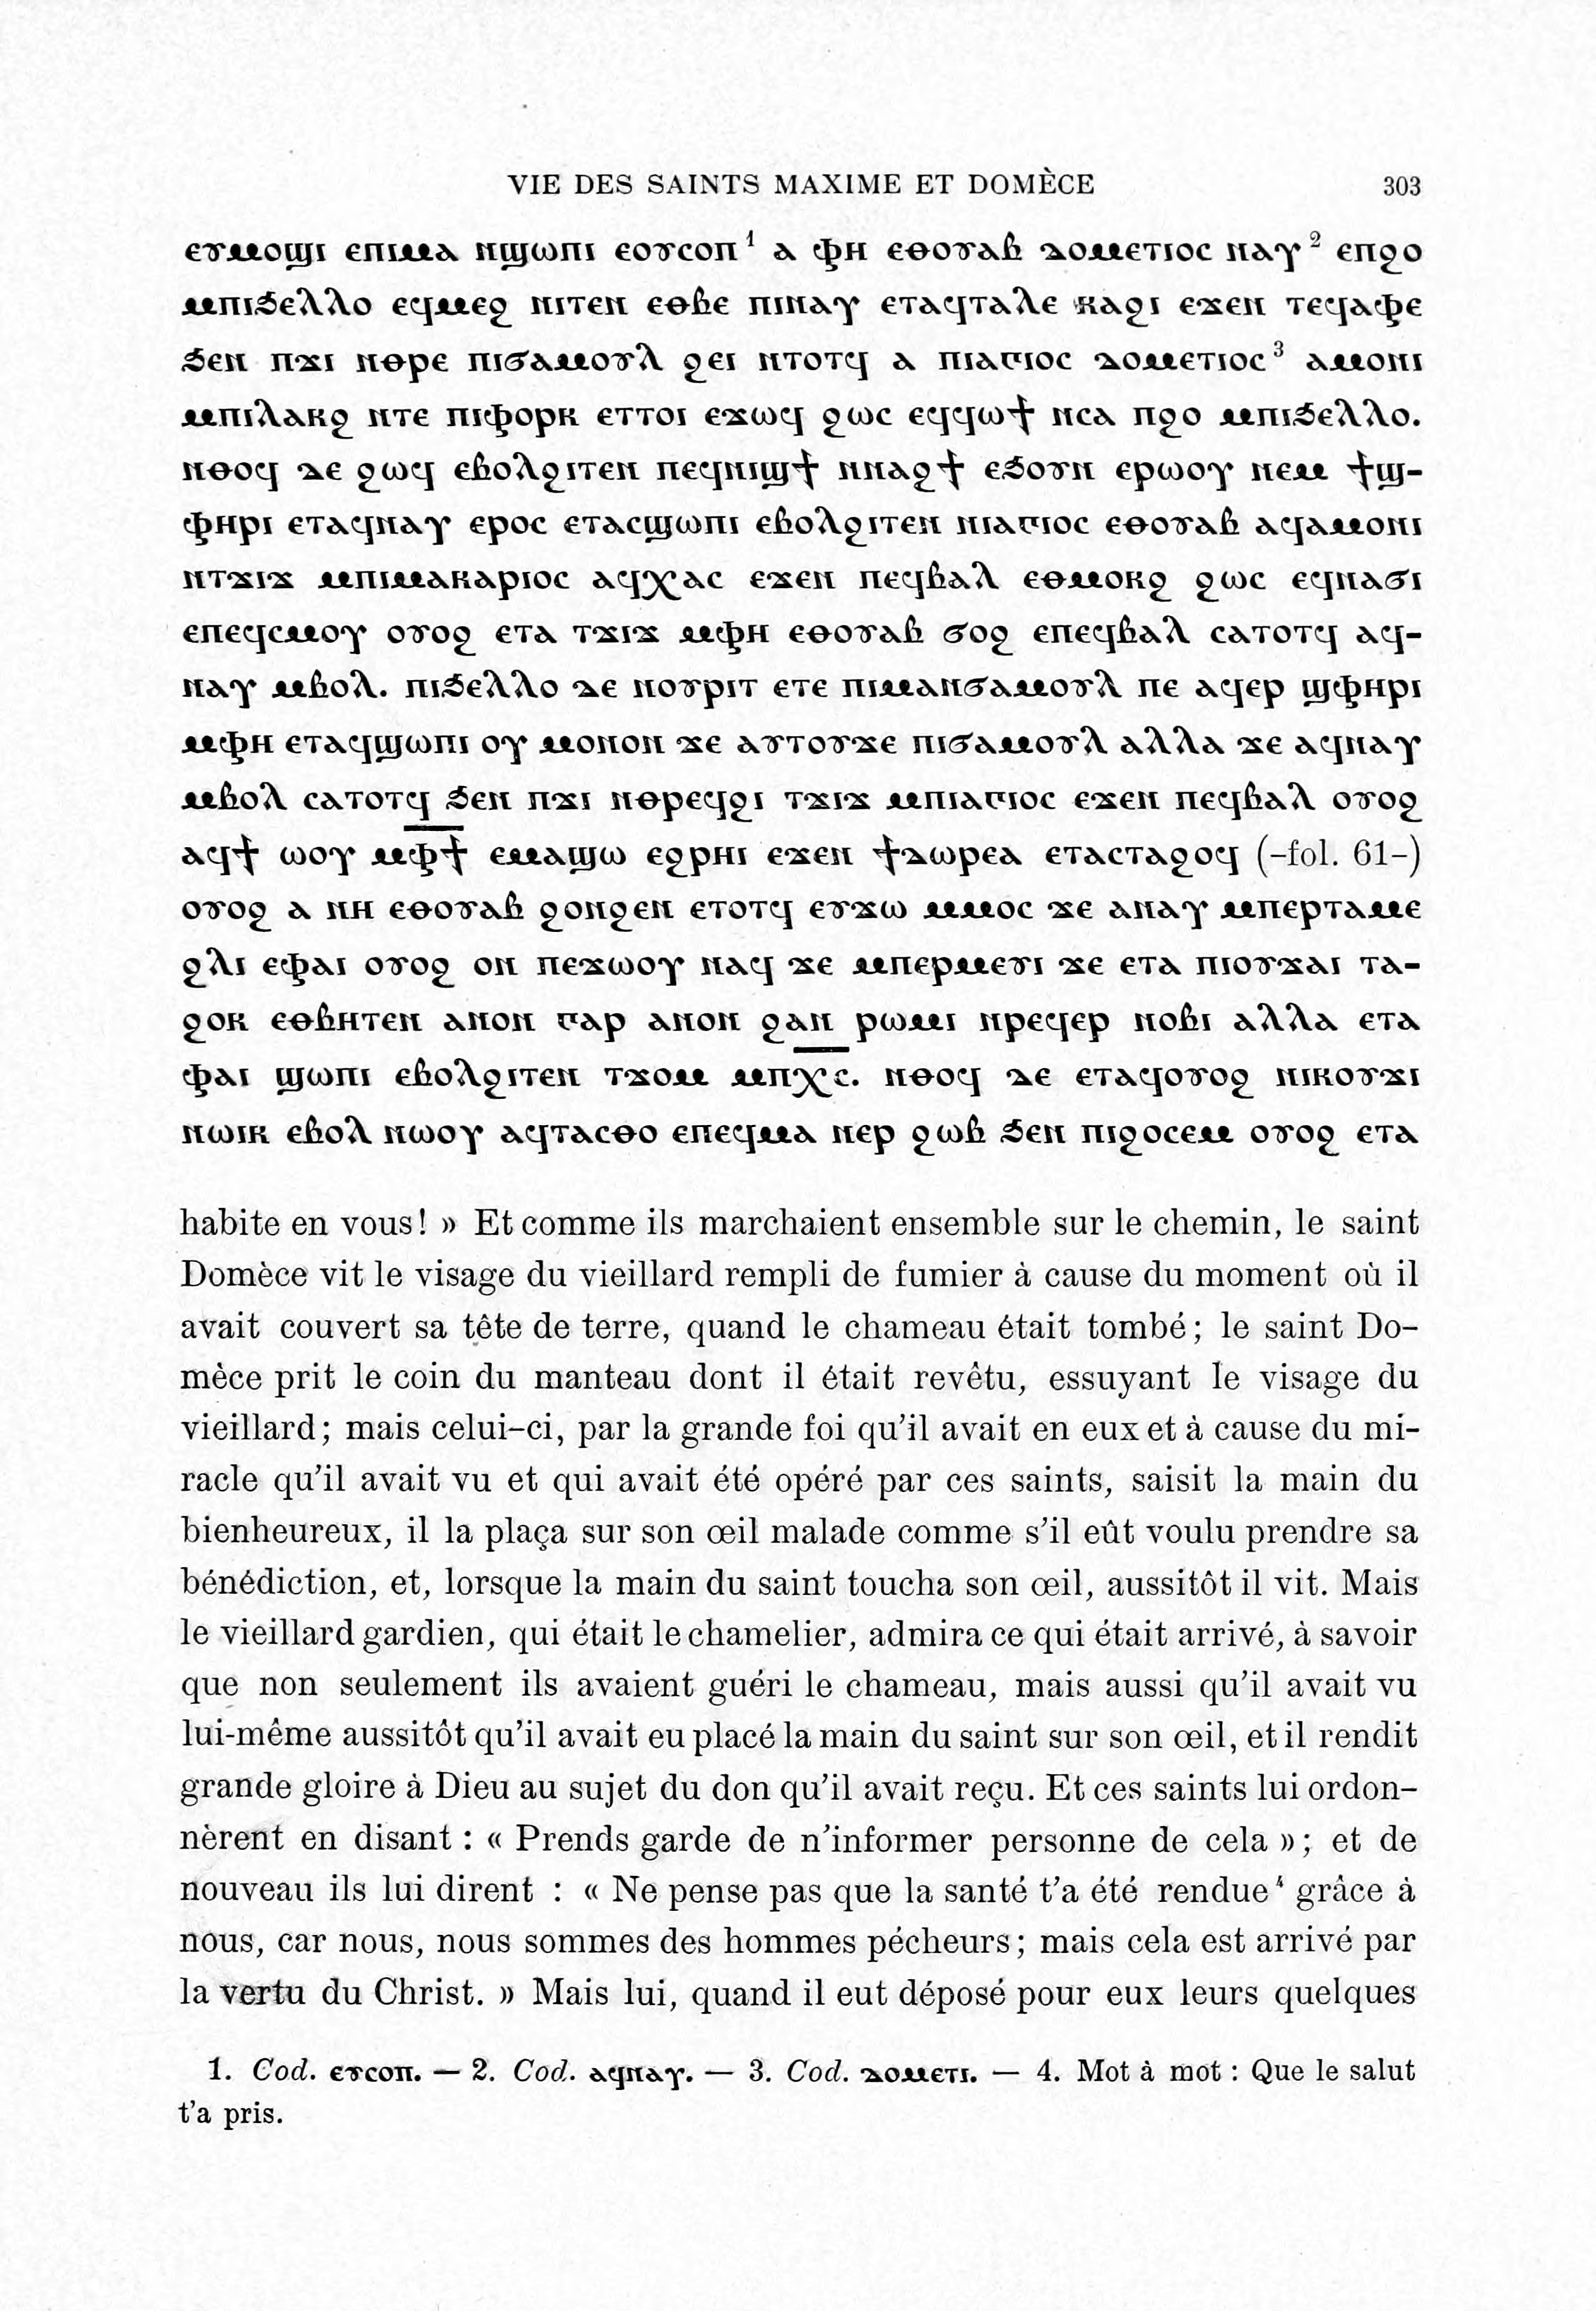 VIE DES SAINTS MAXIME ET DOMÈCE 303
ⲉⲩⲙⲟϣⲓ ⲉⲡⲓⲙⲁ ⲛϣⲱⲡⲓ ⲉⲟⲩⲥⲟⲡ¹ ⲁ ⲫⲏ ⲉⲑⲟⲩⲁⲃ ⲇⲟⲙⲉⲧⲓⲟⲥ ⲛⲁⲩ² ⲉⲡϩⲟ
ⲙⲡⲓϧⲉⲗⲗⲟ ⲉϥⲙⲉϩ ⲛⲓⲧⲉⲛ ⲉⲑⲃⲉ ⲡⲓⲛⲁⲩ ⲉⲧⲁϥⲧⲁⲗⲉ ⲕⲁϩⲓ ⲉϫⲉⲛ ⲧⲉϥⲁⲫⲉ
ϧⲉⲛ ⲡϫⲓ ⲛⲑⲣⲉ ⲡⲓϭⲁⲙⲟⲩⲗ ϩⲉⲓ ⲛⲧⲟⲧϥ ⲁ ⲡⲓⲁⲅⲓⲟⲥ ⲇⲟⲙⲉⲧⲓⲟⲥ³ ⲁⲙⲟⲛⲓ
ⲙⲡⲓⲗⲁⲕϩ ⲛⲧⲉ ⲡⲓⲫⲟⲣⲕ ⲉⲧⲧⲟⲓ ⲉϫⲱϥ ϩⲱⲥ ⲉϥϥⲱϯ ⲛⲥⲁ ⲡϩⲟ ⲙⲡⲓϧⲉⲗⲗⲟ.
ⲛⲑⲟϥ ⲇⲉ ϩⲱϥ ⲉⲃⲟⲗϩⲓⲧⲉⲛ ⲡⲉϥⲛⲓϣϯ ⲛⲛⲁϩϯ ⲉϧⲟⲩⲛ ⲉⲣⲱⲟⲩ ⲛⲉⲙ ϯϣ-
ⲫⲏⲣⲓ ⲉⲧⲁϥⲛⲁⲩ ⲉⲣⲟⲥ ⲉⲧⲁⲥϣⲱⲡⲓ ⲉⲃⲟⲗϩⲓⲧⲉⲛ ⲛⲓⲁⲅⲓⲟⲥ ⲉⲑⲟⲩⲁⲃ ⲁϥⲁⲙⲟⲛⲓ
ⲛⲧϫⲓϫ ⲙⲡⲓⲙⲁⲕⲁⲣⲓⲟⲥ ⲁϥⲭⲁⲥ ⲉϫⲉⲛ ⲡⲉϥⲃⲁⲗ ⲉⲑⲙⲟⲕϩ ϩⲱⲥ ⲉϥⲛⲁϭⲓ
ⲉⲡⲉϥⲥⲙⲟⲩ ⲟⲩⲟϩ ⲉⲧⲁ ⲧϫⲓϫ ⲙⲫⲏ ⲉⲑⲟⲩⲁⲃ ϭⲟϩ ⲉⲡⲉϥⲃⲁⲗ ⲥⲁⲧⲟⲧϥ ⲁϥ-
ⲛⲁⲩ ⲙⲃⲟⲗ. ⲡⲓϧⲉⲗⲗⲟ ⲇⲉ ⲛⲟⲩⲣⲓⲧ ⲉⲧⲉ ⲡⲓⲙⲁⲛϭⲁⲙⲟⲩⲗ ⲡⲉ ⲁϥⲉⲣ ϣⲫⲏⲣⲓ
ⲙⲫⲏ ⲉⲧⲁϥϣⲱⲡⲓ ⲟⲩ ⲙⲟⲛⲟⲛ ϫⲉ ⲁⲩⲧⲟⲩϫⲉ ⲡⲓϭⲁⲙⲟⲩⲗ ⲁⲗⲗⲁ ϫⲉ ⲁϥⲛⲁⲩ
ⲙⲃⲟⲗ ⲥⲁⲧⲟⲧϥ ϧⲉⲛ ⲡϫⲓ ⲛⲑⲣⲉϥϩⲓ ⲧϫⲓϫ ⲙⲡⲓⲁⲅⲓⲟⲥ ⲉϫⲉⲛ ⲡⲉϥⲃⲁⲗ ⲟⲩⲟϩ
ⲁϥϯ ⲱⲟⲩ ⲙⲫ̅ϯ̅ ⲉⲙⲁϣⲱ ⲉϩⲣⲏⲓ ⲉϫⲉⲛ ϯⲇⲱⲣⲉⲁ ⲉⲧⲁⲥⲧⲁϩⲟϥ (-fol. 61-)
ⲟⲩⲟϩ ⲁ ⲛⲏ ⲉⲑⲟⲩⲁⲃ ϩⲟⲛϩⲉⲛ ⲉⲧⲟⲧϥ ⲉⲩϫⲱ ⲙⲙⲟⲥ ϫⲉ ⲁⲛⲁⲩ ⲙⲡⲉⲣⲧⲁⲙⲉ
ϩⲗⲓ ⲉⲫⲁⲓ ⲟⲩⲟϩ ⲟⲛ ⲡⲉϫⲱⲟⲩ ⲛⲁϥ ϫⲉ ⲙⲡⲉⲣⲙⲉⲩⲓ ϫⲉ ⲉⲧⲁ ⲡⲓⲟⲩϫⲁⲓ ⲧⲁ-
ϩⲟⲕ ⲉⲑⲃⲏⲧⲉⲛ ⲁⲛⲟⲛ ⲅⲁⲣ ⲁⲛⲟⲛ ϩⲁⲛ ⲣⲱⲙⲓ ⲛⲣⲉϥⲉⲣ ⲛⲟⲃⲓ ⲁⲗⲗⲁ ⲉⲧⲁ
ⲫⲁⲓ ϣⲱⲡⲓ ⲉⲃⲟⲗϩⲓⲧⲉⲛ ⲧϫⲟⲙ ⲙⲡⲭ̅ⲥ̅. ⲛⲑⲟϥ ⲇⲉ ⲉⲧⲁϥⲟⲩⲟϩ ⲛⲓⲕⲟⲩϫⲓ
ⲛⲱⲓⲕ ⲉⲃⲟⲗ ⲛⲱⲟⲩ ⲁϥⲧⲁⲥⲑⲟ ⲉⲡⲉϥⲙⲁ ⲛⲉⲣ ϩⲱⲃ ϧⲉⲛ ⲡⲓϩⲟⲥⲉⲙ ⲟⲩⲟϩ ⲉⲧⲁ
habite en vous! » Et comme ils marchaient ensemble sur le chemin, le saint
Domèce vit le visage du vieillard rempli de fumier à cause du moment où il
avait couvert sa tête de terre, quand le chameau était tombé; le saint Do-
mèce prit le coin du manteau dont il était revêtu, essuyant le visage du
vieillard; mais celui-ci, par la grande foi qu'il avait en eux et à cause du mi-
racle qu'il avait vu et qui avait été opéré par ces saints, saisit la main du
bienheureux, il la plaça sur son œil malade comme s'il eût voulu prendre sa
bénédiction, et, lorsque la main du saint toucha son œil, aussitôt il vit. Mais
le vieillard gardien, qui était le chamelier, admira ce qui était arrivé, à savoir
que non seulement ils avaient guéri le chameau, mais aussi qu'il avait vu
lui-même aussitôt qu'il avait eu placé la main du saint sur son œil, et il rendit
grande gloire à Dieu au sujet du don qu'il avait reçu. Et ces saints lui ordon-
nèrent en disant : « Prends garde de n'informer personne de cela »; et de
nouveau ils lui dirent : « Ne pense pas que la santé t'a été rendue⁴ grâce à
nous, car nous, nous sommes des hommes pécheurs; mais cela est arrivé par
la vertu du Christ. » Mais lui, quand il eut déposé pour eux leurs quelques
1. Cod. ⲉⲩⲥⲟⲡ. — 2. Cod. ⲁϥⲛⲁⲩ. — 3. Cod. ⲇⲟⲙⲉⲧⲓ. — 4. Mot à mot : Que le salut
t'a pris.